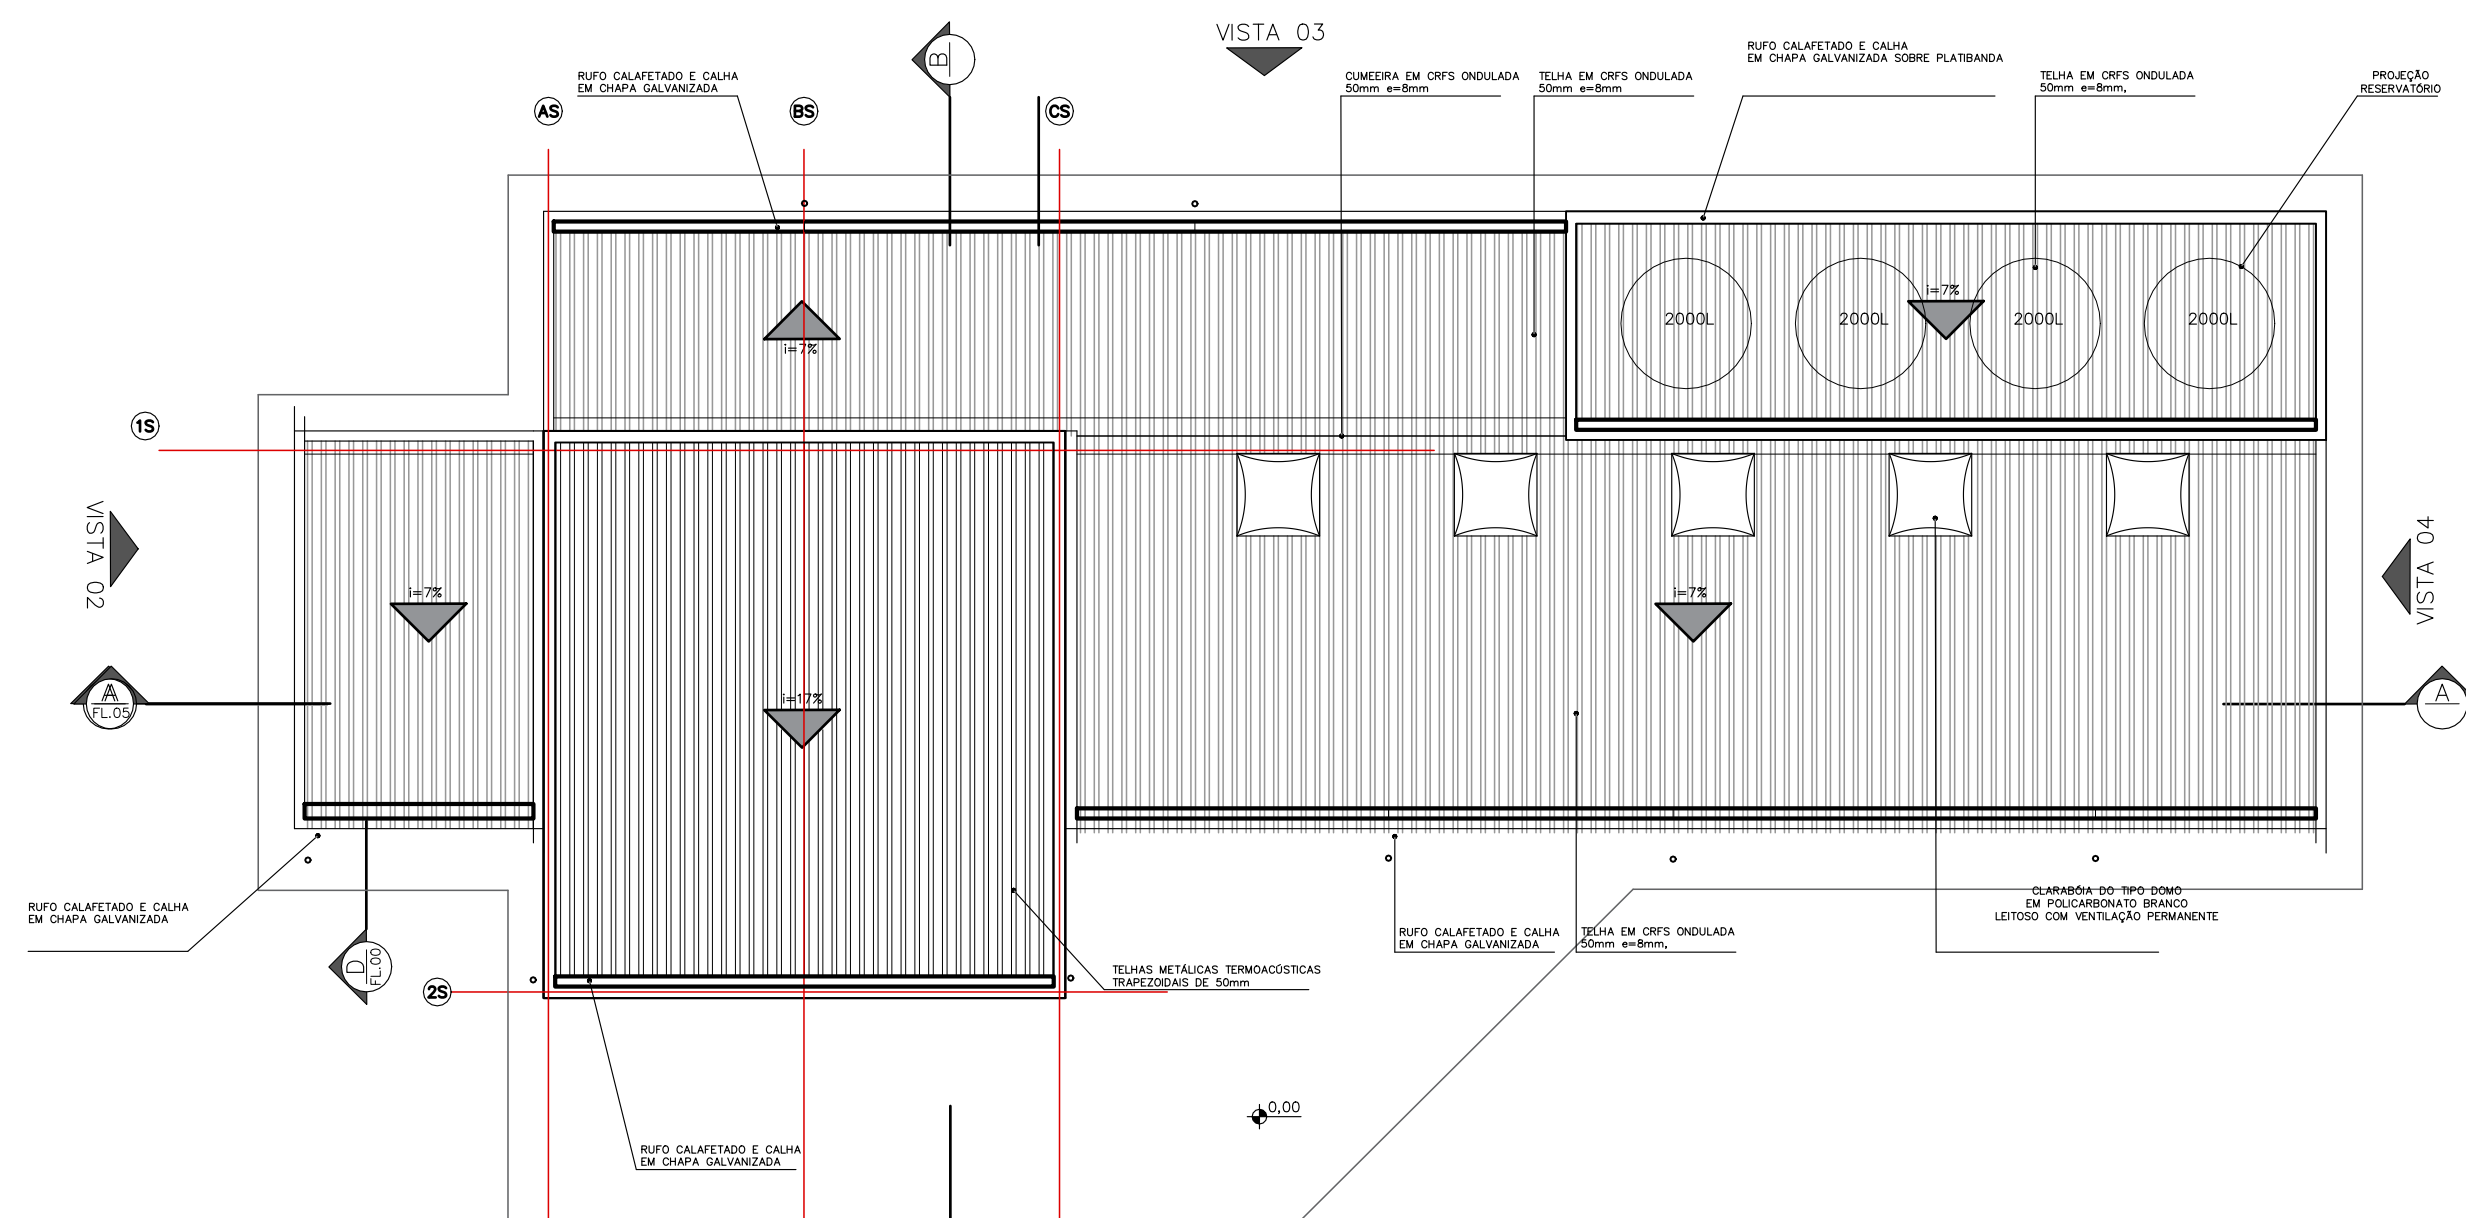 VISTA 03
B
RUFO CALAFETADO E CALHA
EM CHAPA GALVANIZADA SOBRE PLATIBANDA
RUFO CALAFETADO E CALHA
EM CHAPA GALVANIZADA
CUMEEIRA EM CRFS ONDULADA
50mm e=8mm
TELHA EM CRFS ONDULADA
50mm e=8mm
TELHA EM CRFS ONDULADA
50mm e=8mm,
PROJEÇÃO
RESERVATÓRIO
AS
BS
CS
i=7%
i=7%
2000L
2000L
2000L
2000L
1S
VISTA 02
VISTA 04
i=7%
i=7%
i=17%
A
FL.05
A
RUFO CALAFETADO E CALHA
EM CHAPA GALVANIZADA
CLARABÓIA DO TIPO DOMO
EM POLICARBONATO BRANCO
LEITOSO COM VENTILAÇÃO PERMANENTE
RUFO CALAFETADO E CALHA
EM CHAPA GALVANIZADA
TELHA EM CRFS ONDULADA
50mm e=8mm,
D
FL.00
TELHAS METÁLICAS TERMOACÚSTICAS
TRAPEZOIDAIS DE 50mm
2S
0,00
RUFO CALAFETADO E CALHA
EM CHAPA GALVANIZADA